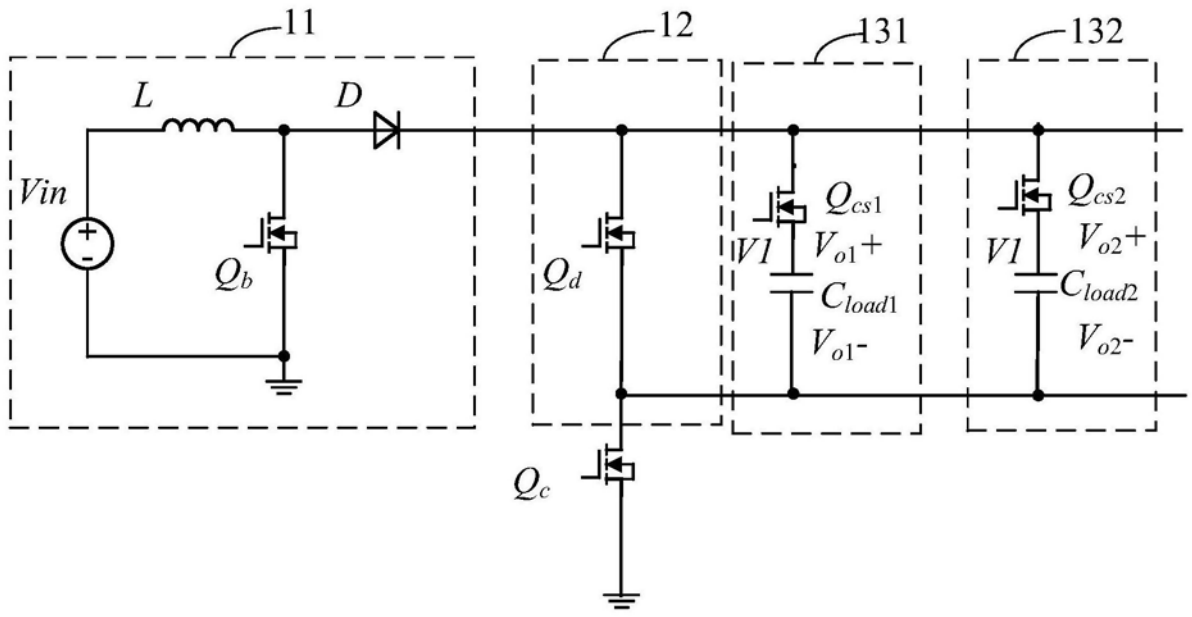 11
12
131
132
L
D
Vin
+
-
Qb
Qd
Qcs1
V1
Vo1+
Cload1
Vo1-
Qcs2
V1
Vo2+
Cload2
Vo2-
Qc